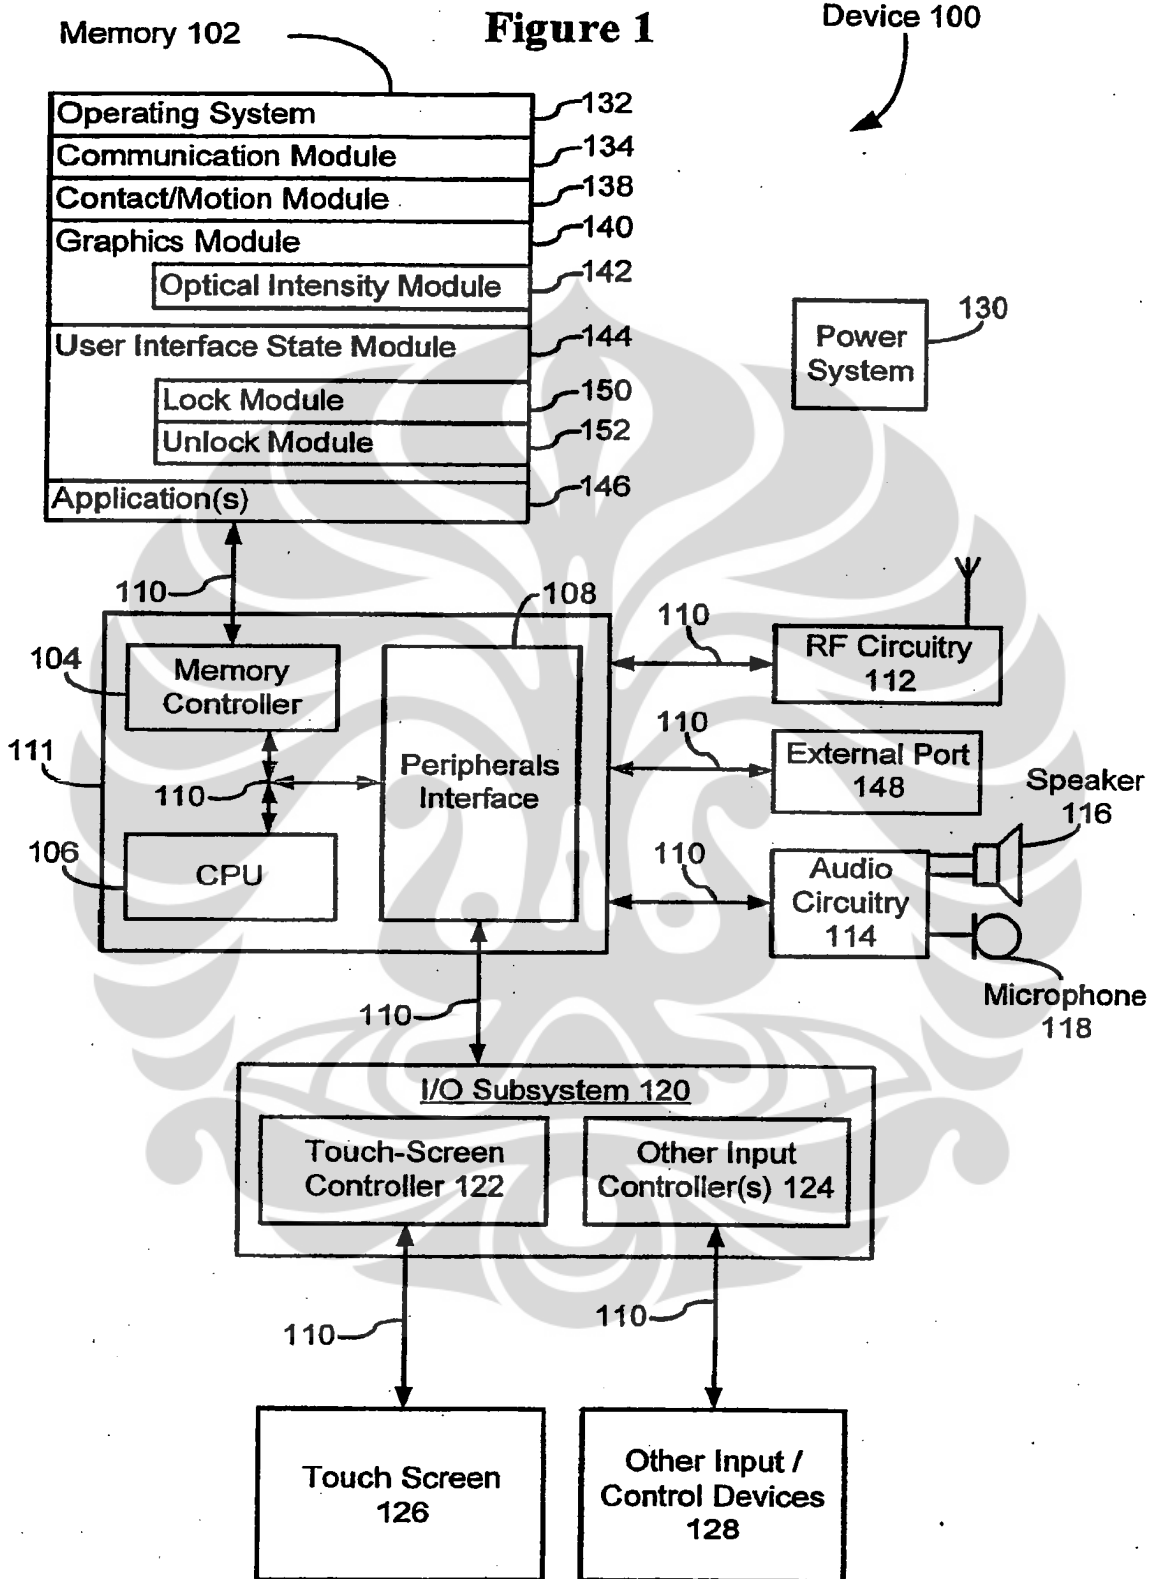 Figure 1
Memory 102
Device 100
Operating System
132
Communication Module
134
Contact/Motion Module
138
Graphics Module
140
Optical Intensity Module
142
User Interface State Module
144
Lock Module
150
Unlock Module
152
Application(s)
146
Power
System
130
110
108
104
Memory
Controller
111
110
Peripherals
Interface
106
CPU
110
RF Circuitry
112
110
External Port
148
Speaker
116
110
Audio
Circuitry
114
Microphone
118
110
I/O Subsystem 120
Touch-Screen
Controller 122
Other Input
Controller(s) 124
110
110
Touch Screen
126
Other Input /
Control Devices
128